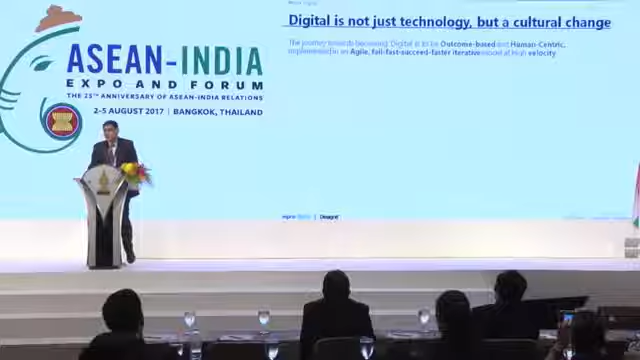 ASEAN-INDIA
EXPO AND FORUM
THE 25TH ANNIVERSARY OF ASEAN-INDIA RELATIONS
2-5 AUGUST 2017 | BANGKOK, THAILAND
Digital is not just technology, but a cultural change
The journey towards becoming 'Digital' is to be Outcome-based and Human-Centric,
implemented in an Agile, fail-fast-succeed-faster iterative model at high velocity